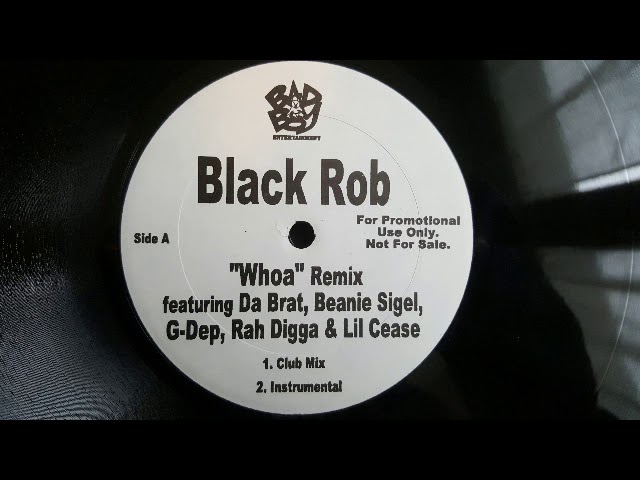 BAD
BOY
ENTERTAINMENT
Black Rob
For Promotional
Use Only.
Not For Sale.
Side A
"Whoa" Remix
featuring Da Brat, Beanie Sigel,
G-Dep, Rah Digga & Lil Cease
1. Club Mix
2. Instrumental